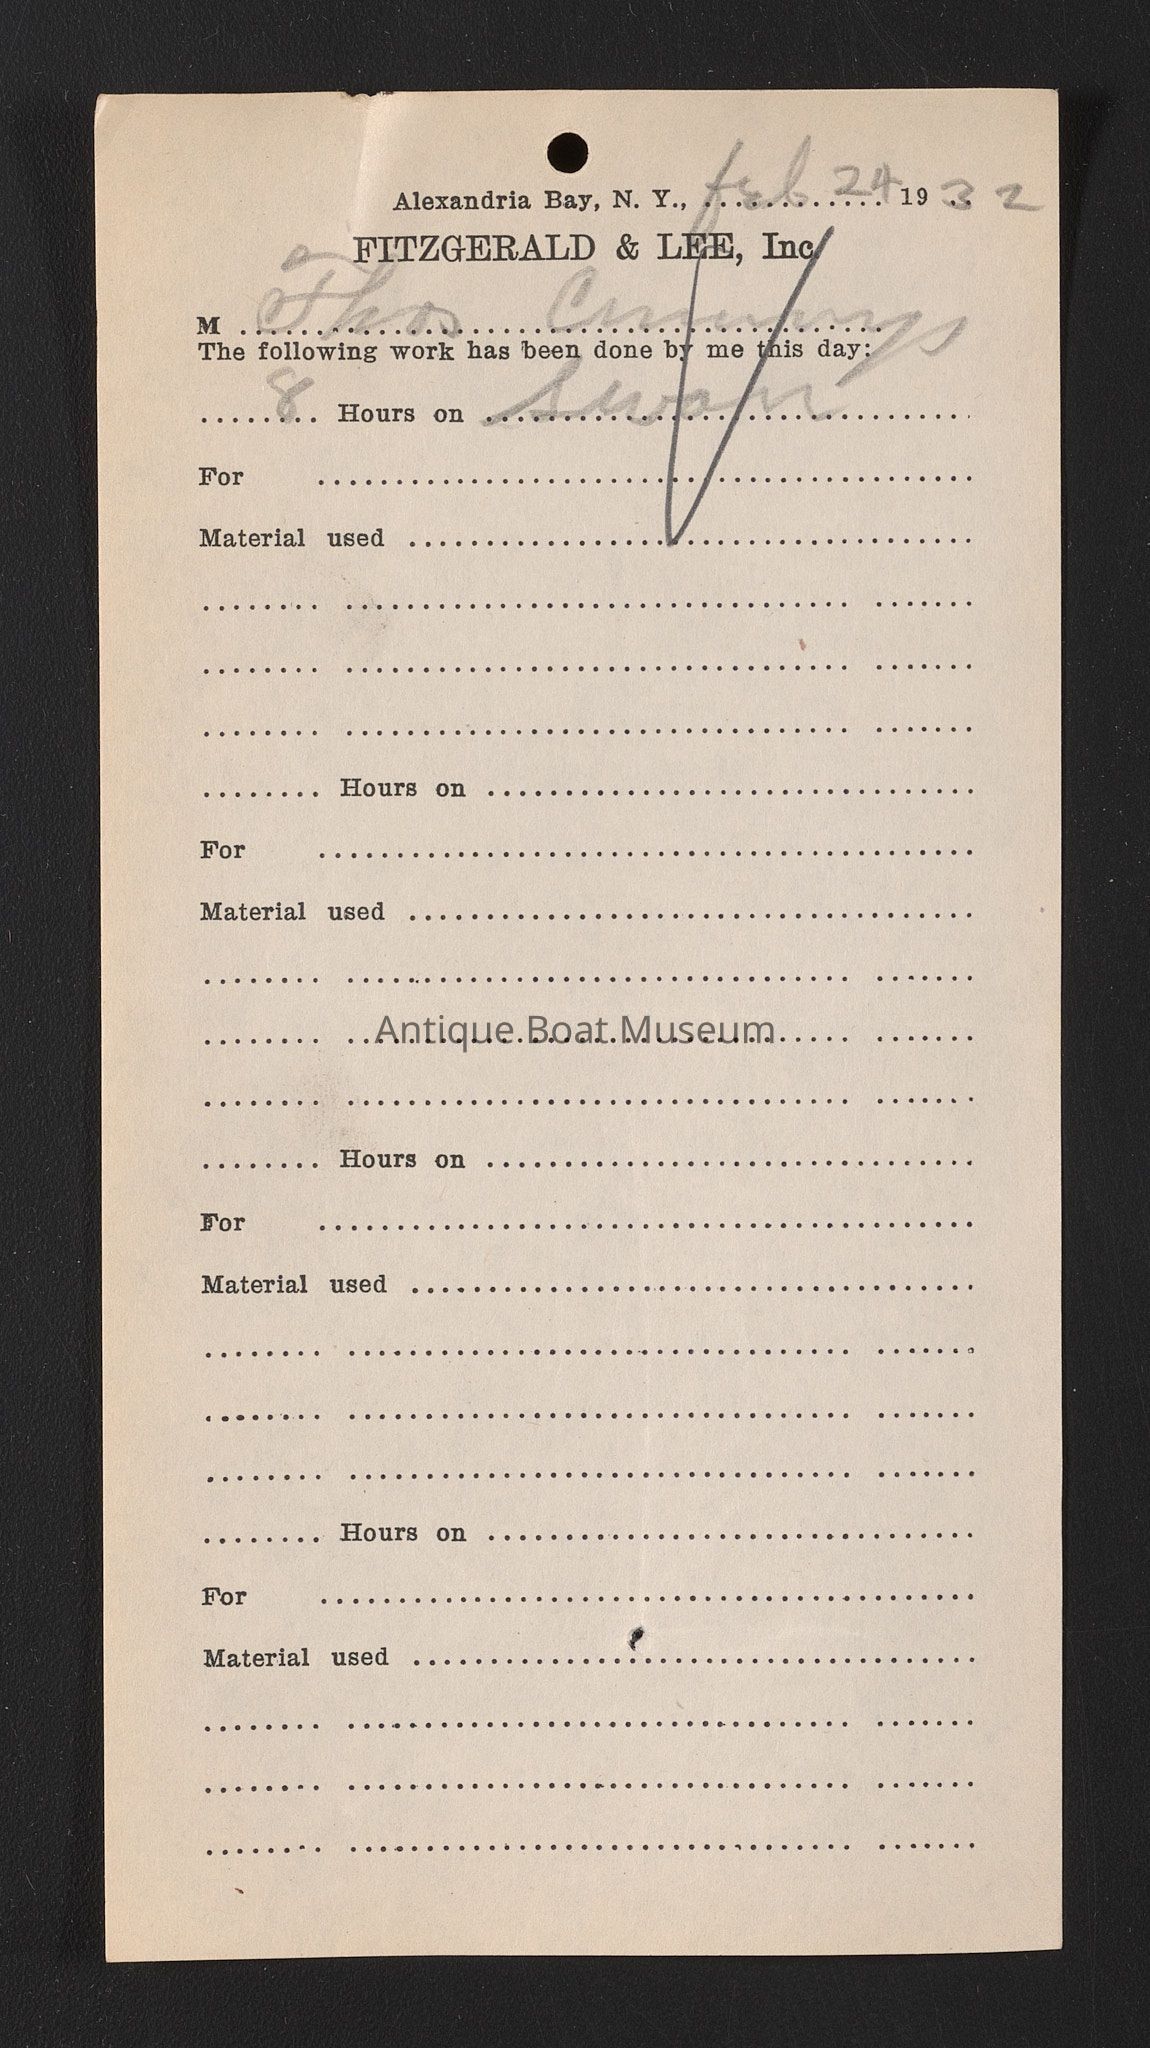 Alexandria Bay, N. Y., Feb 24 1932
FITZGERALD & LEE, Inc.
M Thos
The following work has been done by me this day:
8 Hours on Swan
For
Material used
Hours on
For
Material used
Antique Boat Museum
Hours on
For
Material used
Hours on
For
Material used